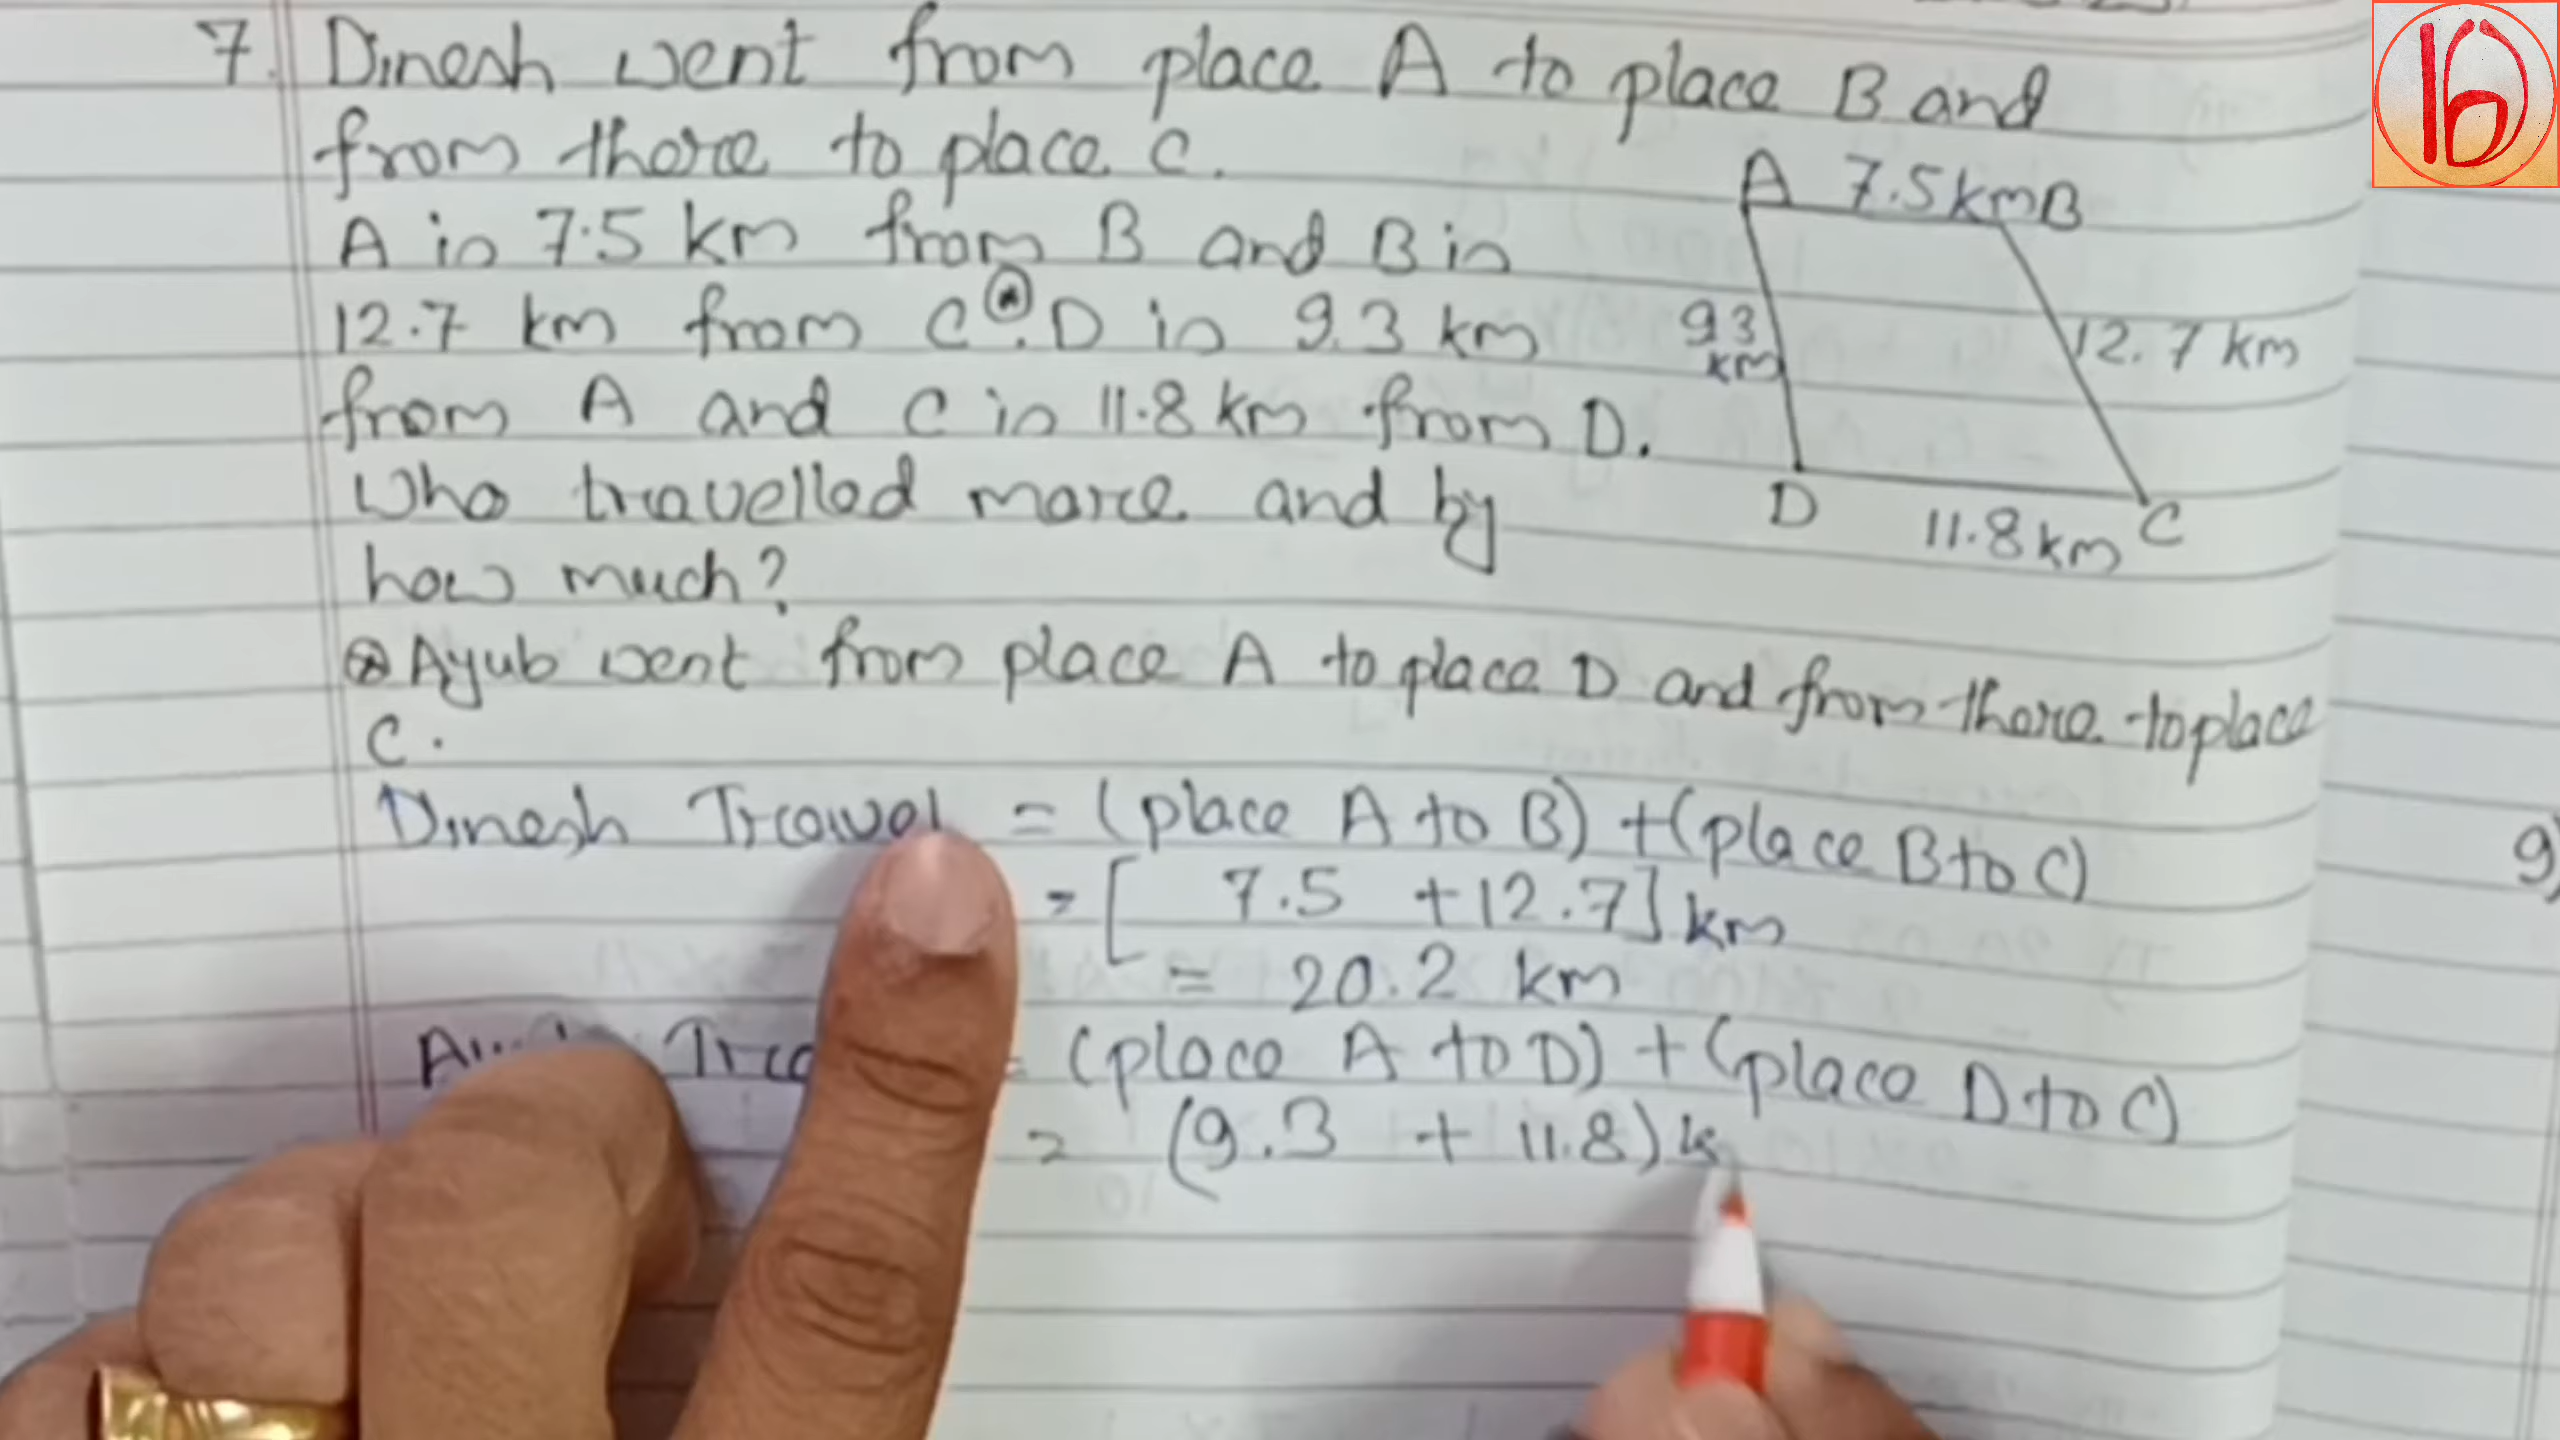 7. Dinesh went from place A to place B and
from there to place C.
A is 7.5 km from B and B is
12.7 km from C. D is 9.3 km
from A and C is 11.8 km from D.
Who travelled more and by
how much?
A 7.5 km B
9.3
km
12.7 km
D
11.8 km C
Ayub went from place A to place D and from there to place
C.
Dinesh Travel = (place A to B) + (place B to C)
= [ 7.5 + 12.7] km
= 20.2 km
= (place A to D) + (place D to C)
= (9.3 + 11.8) k
9)